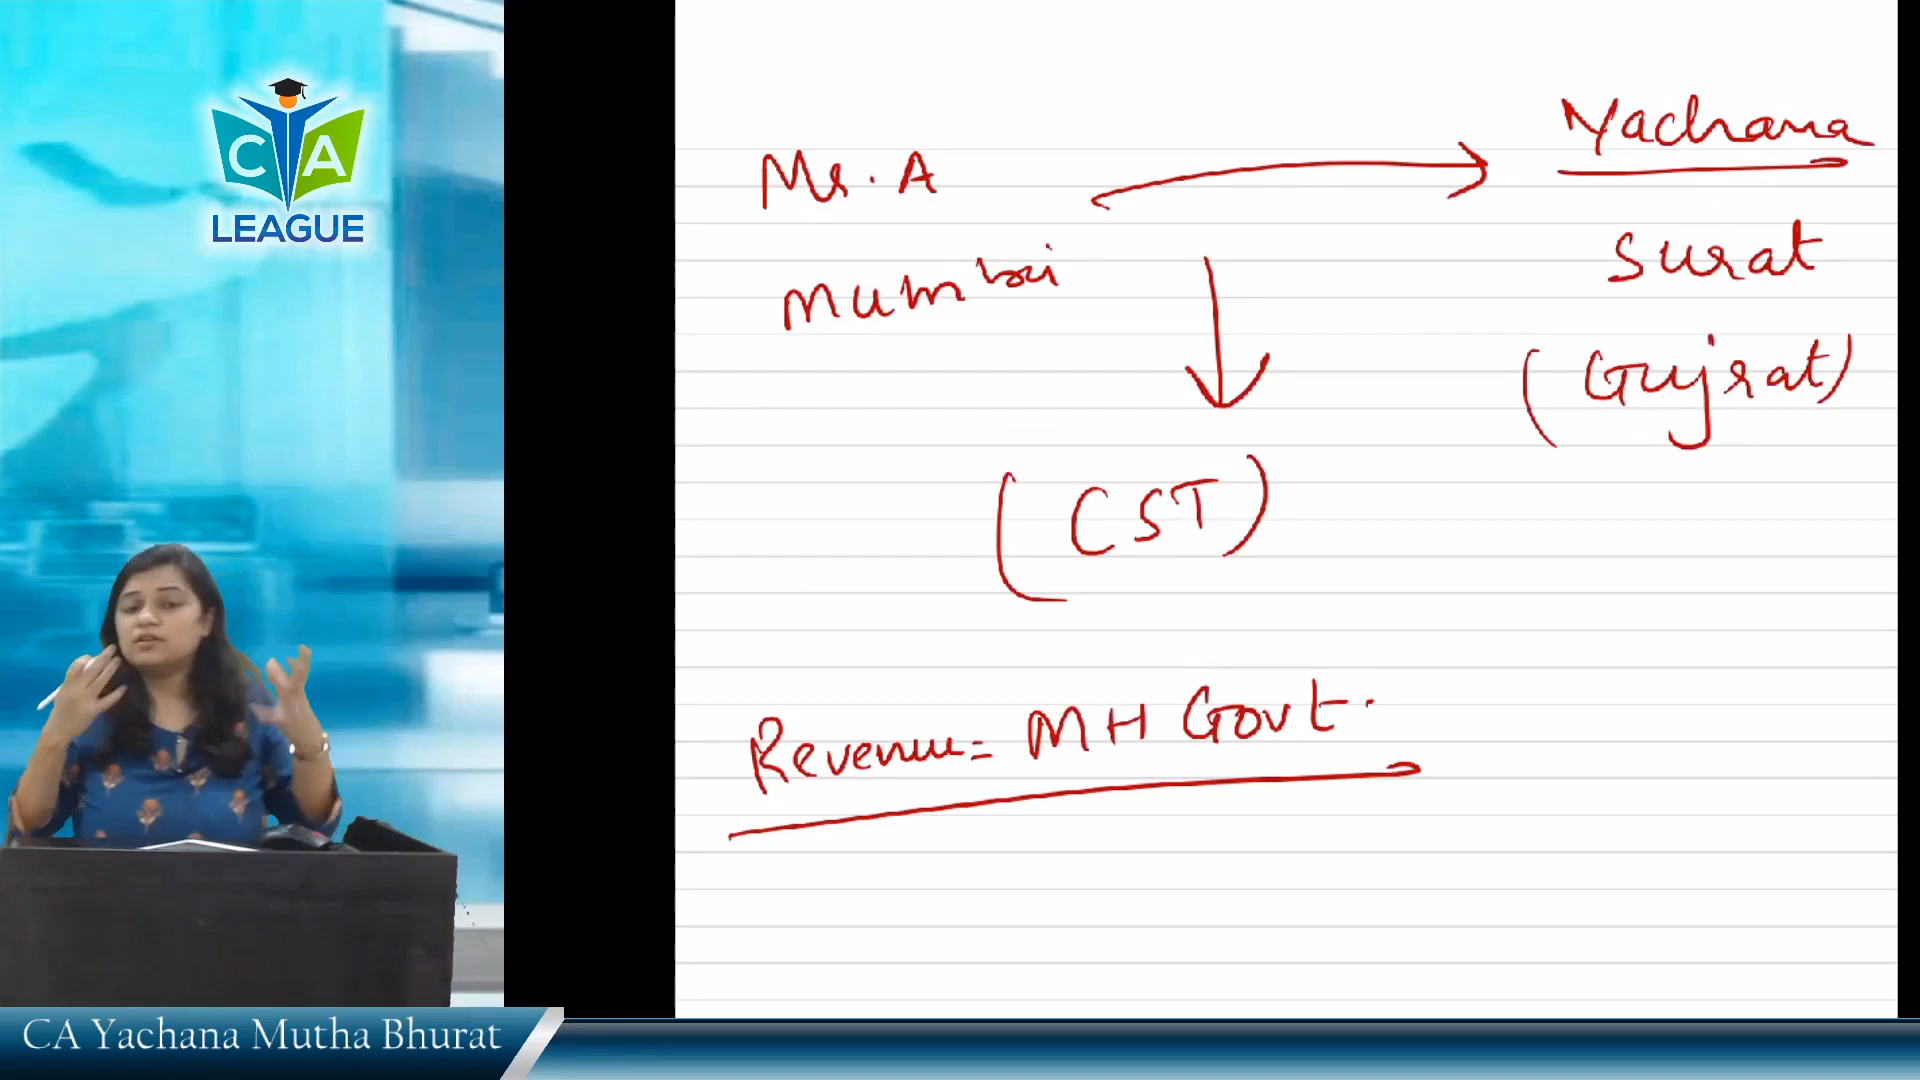 CA
LEAGUE
Mr. A
Yachana
Mumbai
Surat
(Gujrat)
(CST)
Revenue = MH Govt.
CA Yachana Mutha Bhurat